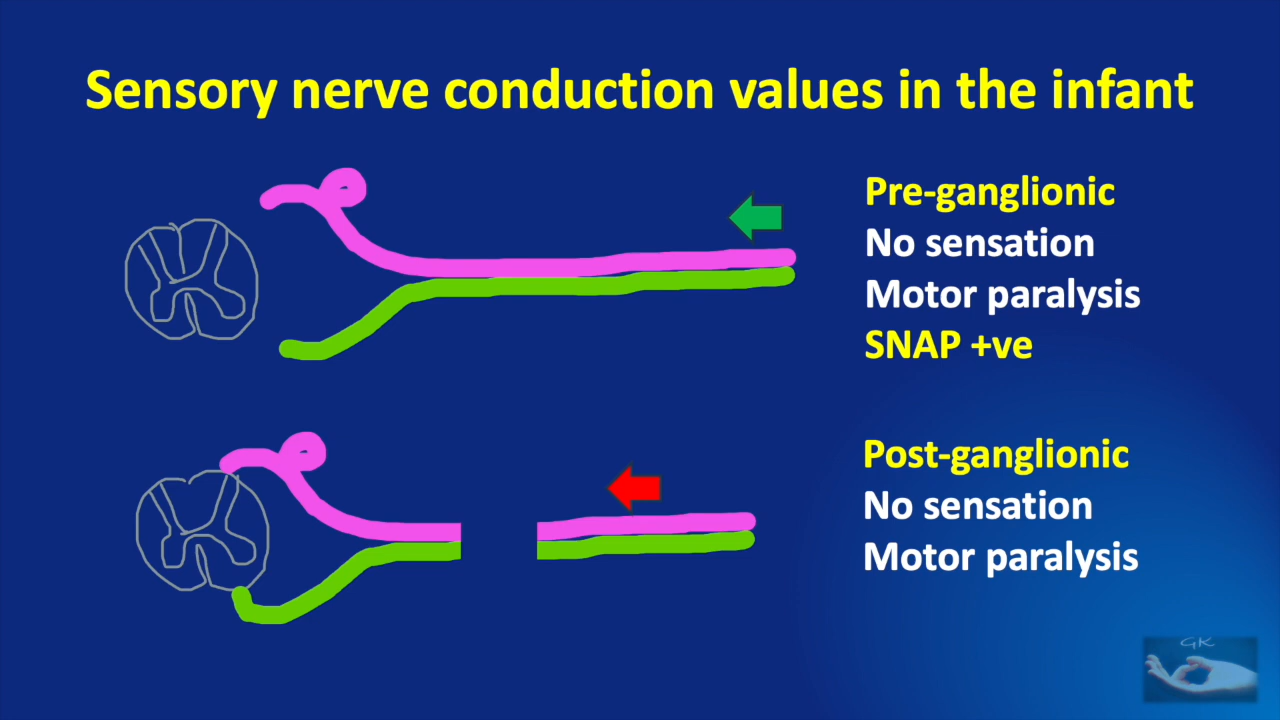 Sensory nerve conduction values in the infant
Pre-ganglionic
No sensation
Motor paralysis
SNAP +ve
Post-ganglionic
No sensation
Motor paralysis
GK